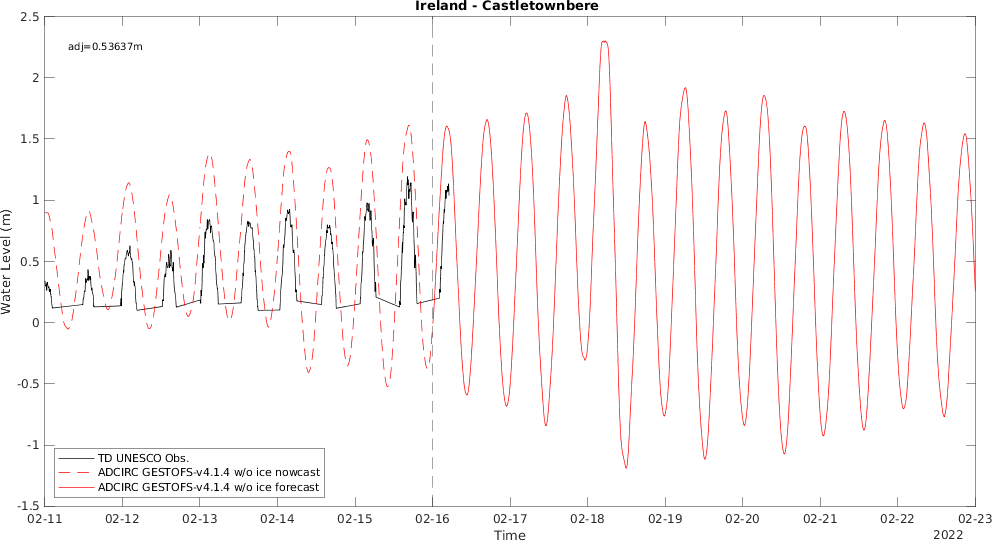 Ireland - Castletownbere
adj=0.53637m
2.5
2
1.5
1
0.5
0
-0.5
-1
-1.5
Water Level (m)
TD UNESCO Obs.
ADCIRC GESTOFS-v4.1.4 w/o ice nowcast
ADCIRC GESTOFS-v4.1.4 w/o ice forecast
02-11 02-12 02-13 02-14 02-15 02-16 02-17 02-18 02-19 02-20 02-21 02-22 02-23
Time
2022